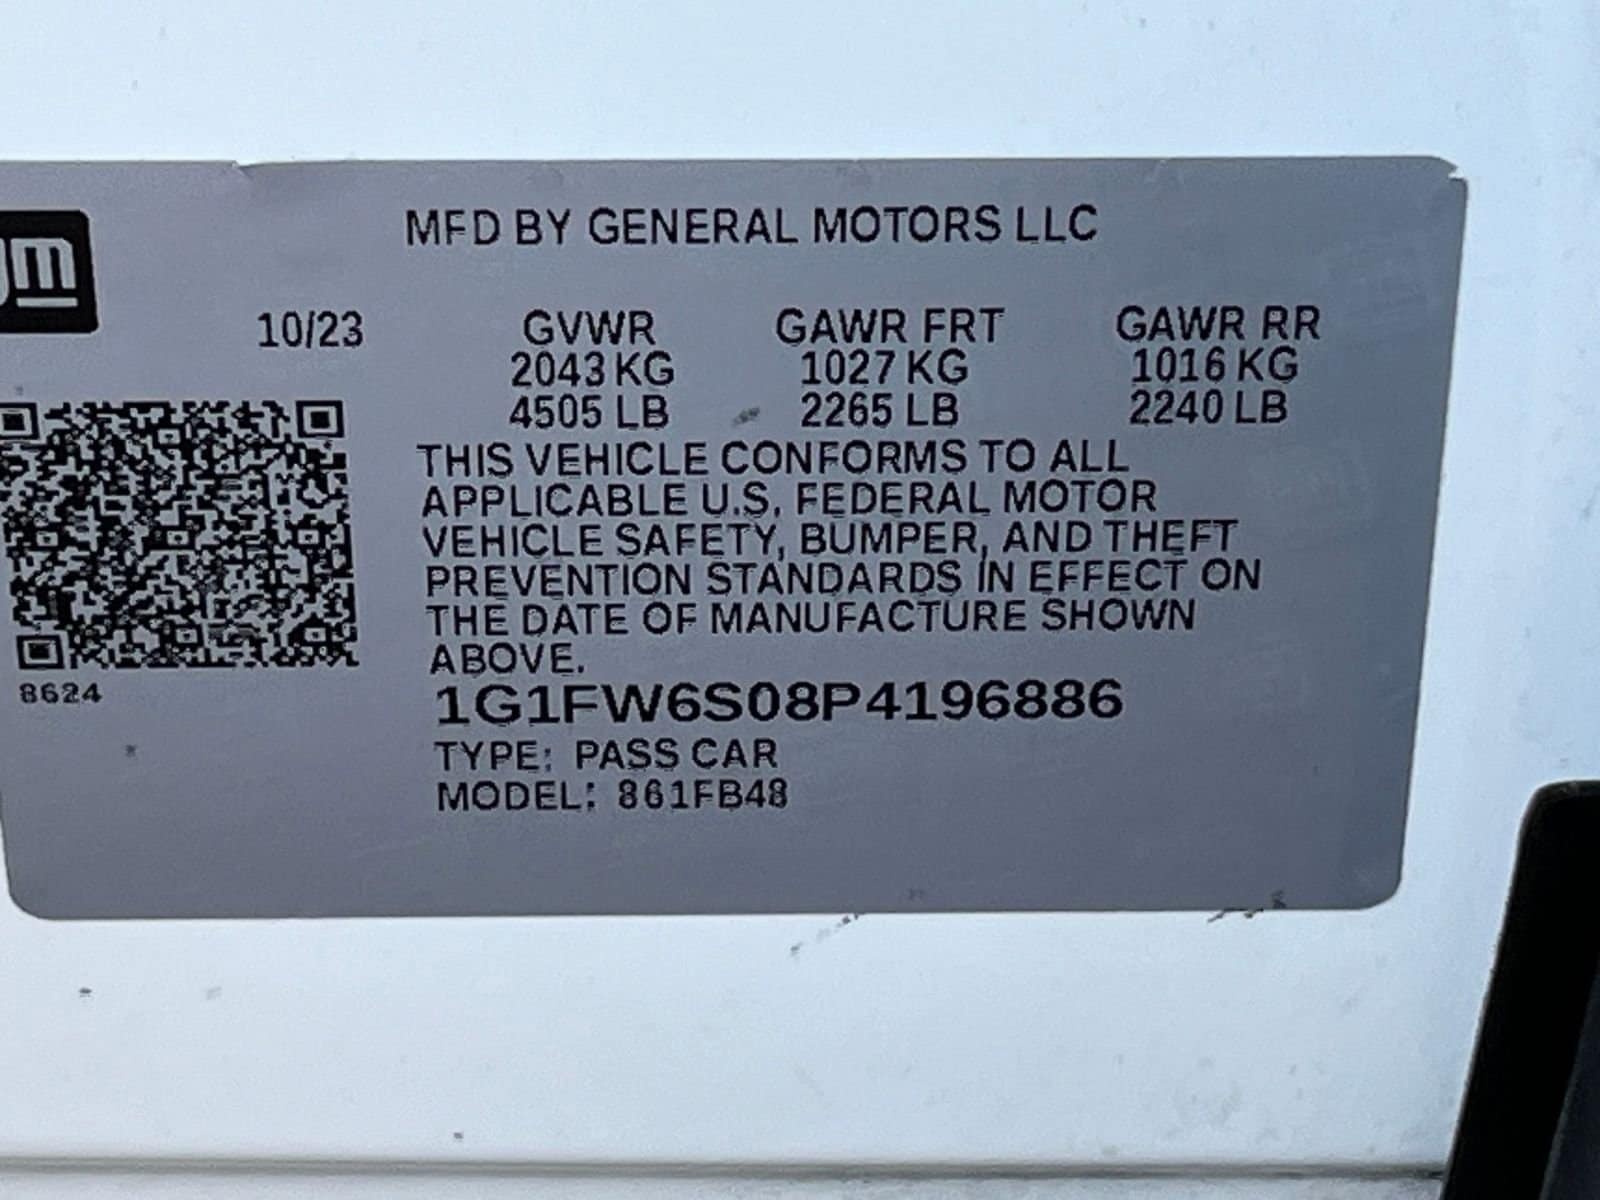 MFD BY GENERAL MOTORS LLC
gm
10/23 GVWR GAWR FRT GAWR RR
2043 KG 1027 KG 1016 KG
4505 LB 2265 LB 2240 LB
THIS VEHICLE CONFORMS TO ALL
APPLICABLE U.S. FEDERAL MOTOR
VEHICLE SAFETY, BUMPER, AND THEFT
PREVENTION STANDARDS IN EFFECT ON
THE DATE OF MANUFACTURE SHOWN
ABOVE.
8624
1G1FW6S08P4196886
TYPE: PASS CAR
MODEL: 861FB48